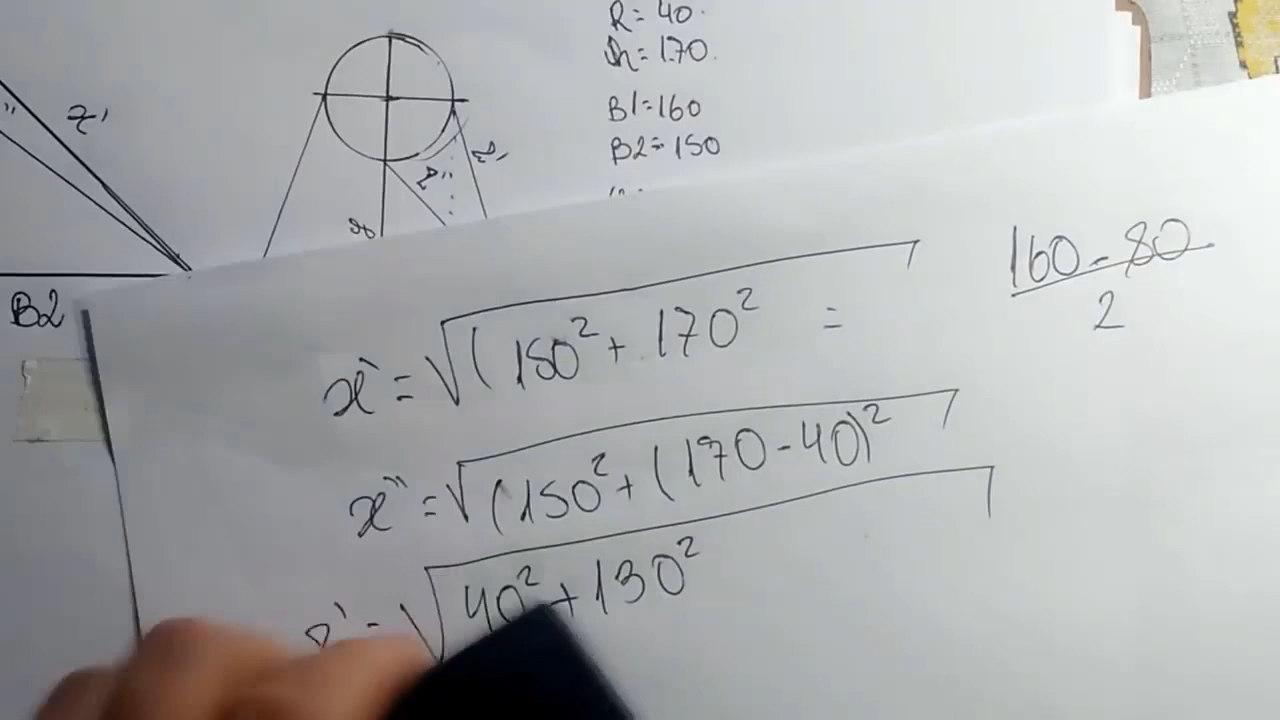 R=40
h=170
B1=160
B2=150
B2
160-80
2
x'=√(150²+170² =
x''=√(150²+(170-40)²
√40²+130²